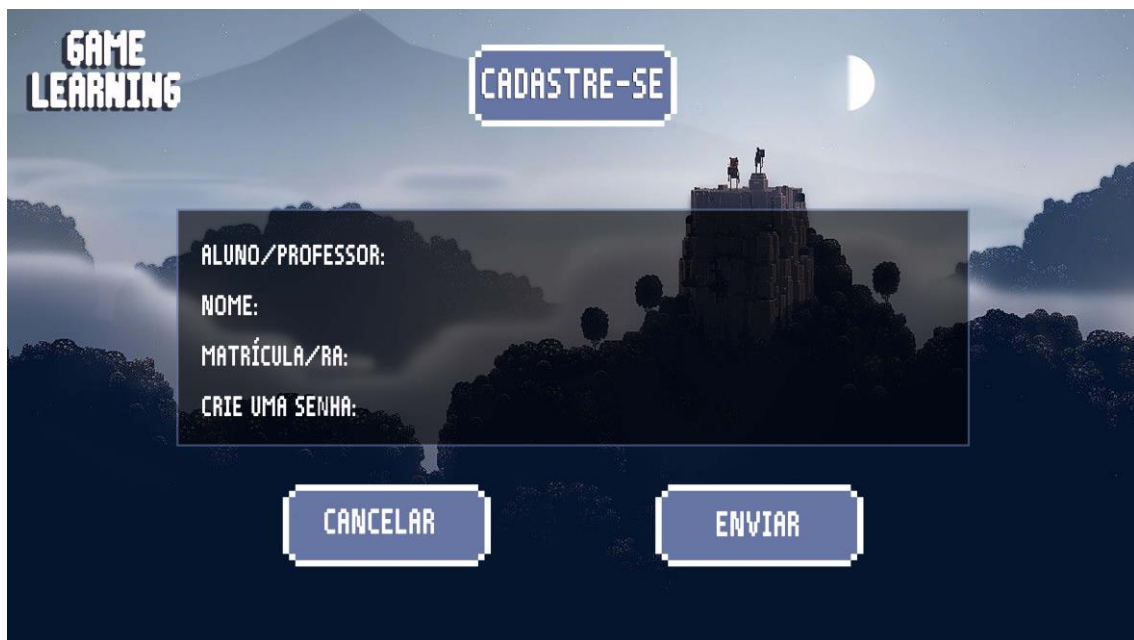 GAME
LEARNING
CADASTRE-SE
ALUNO/PROFESSOR:
NOME:
MATRÍCULA/RA:
CRIE UMA SENHA:
CANCELAR
ENVIAR